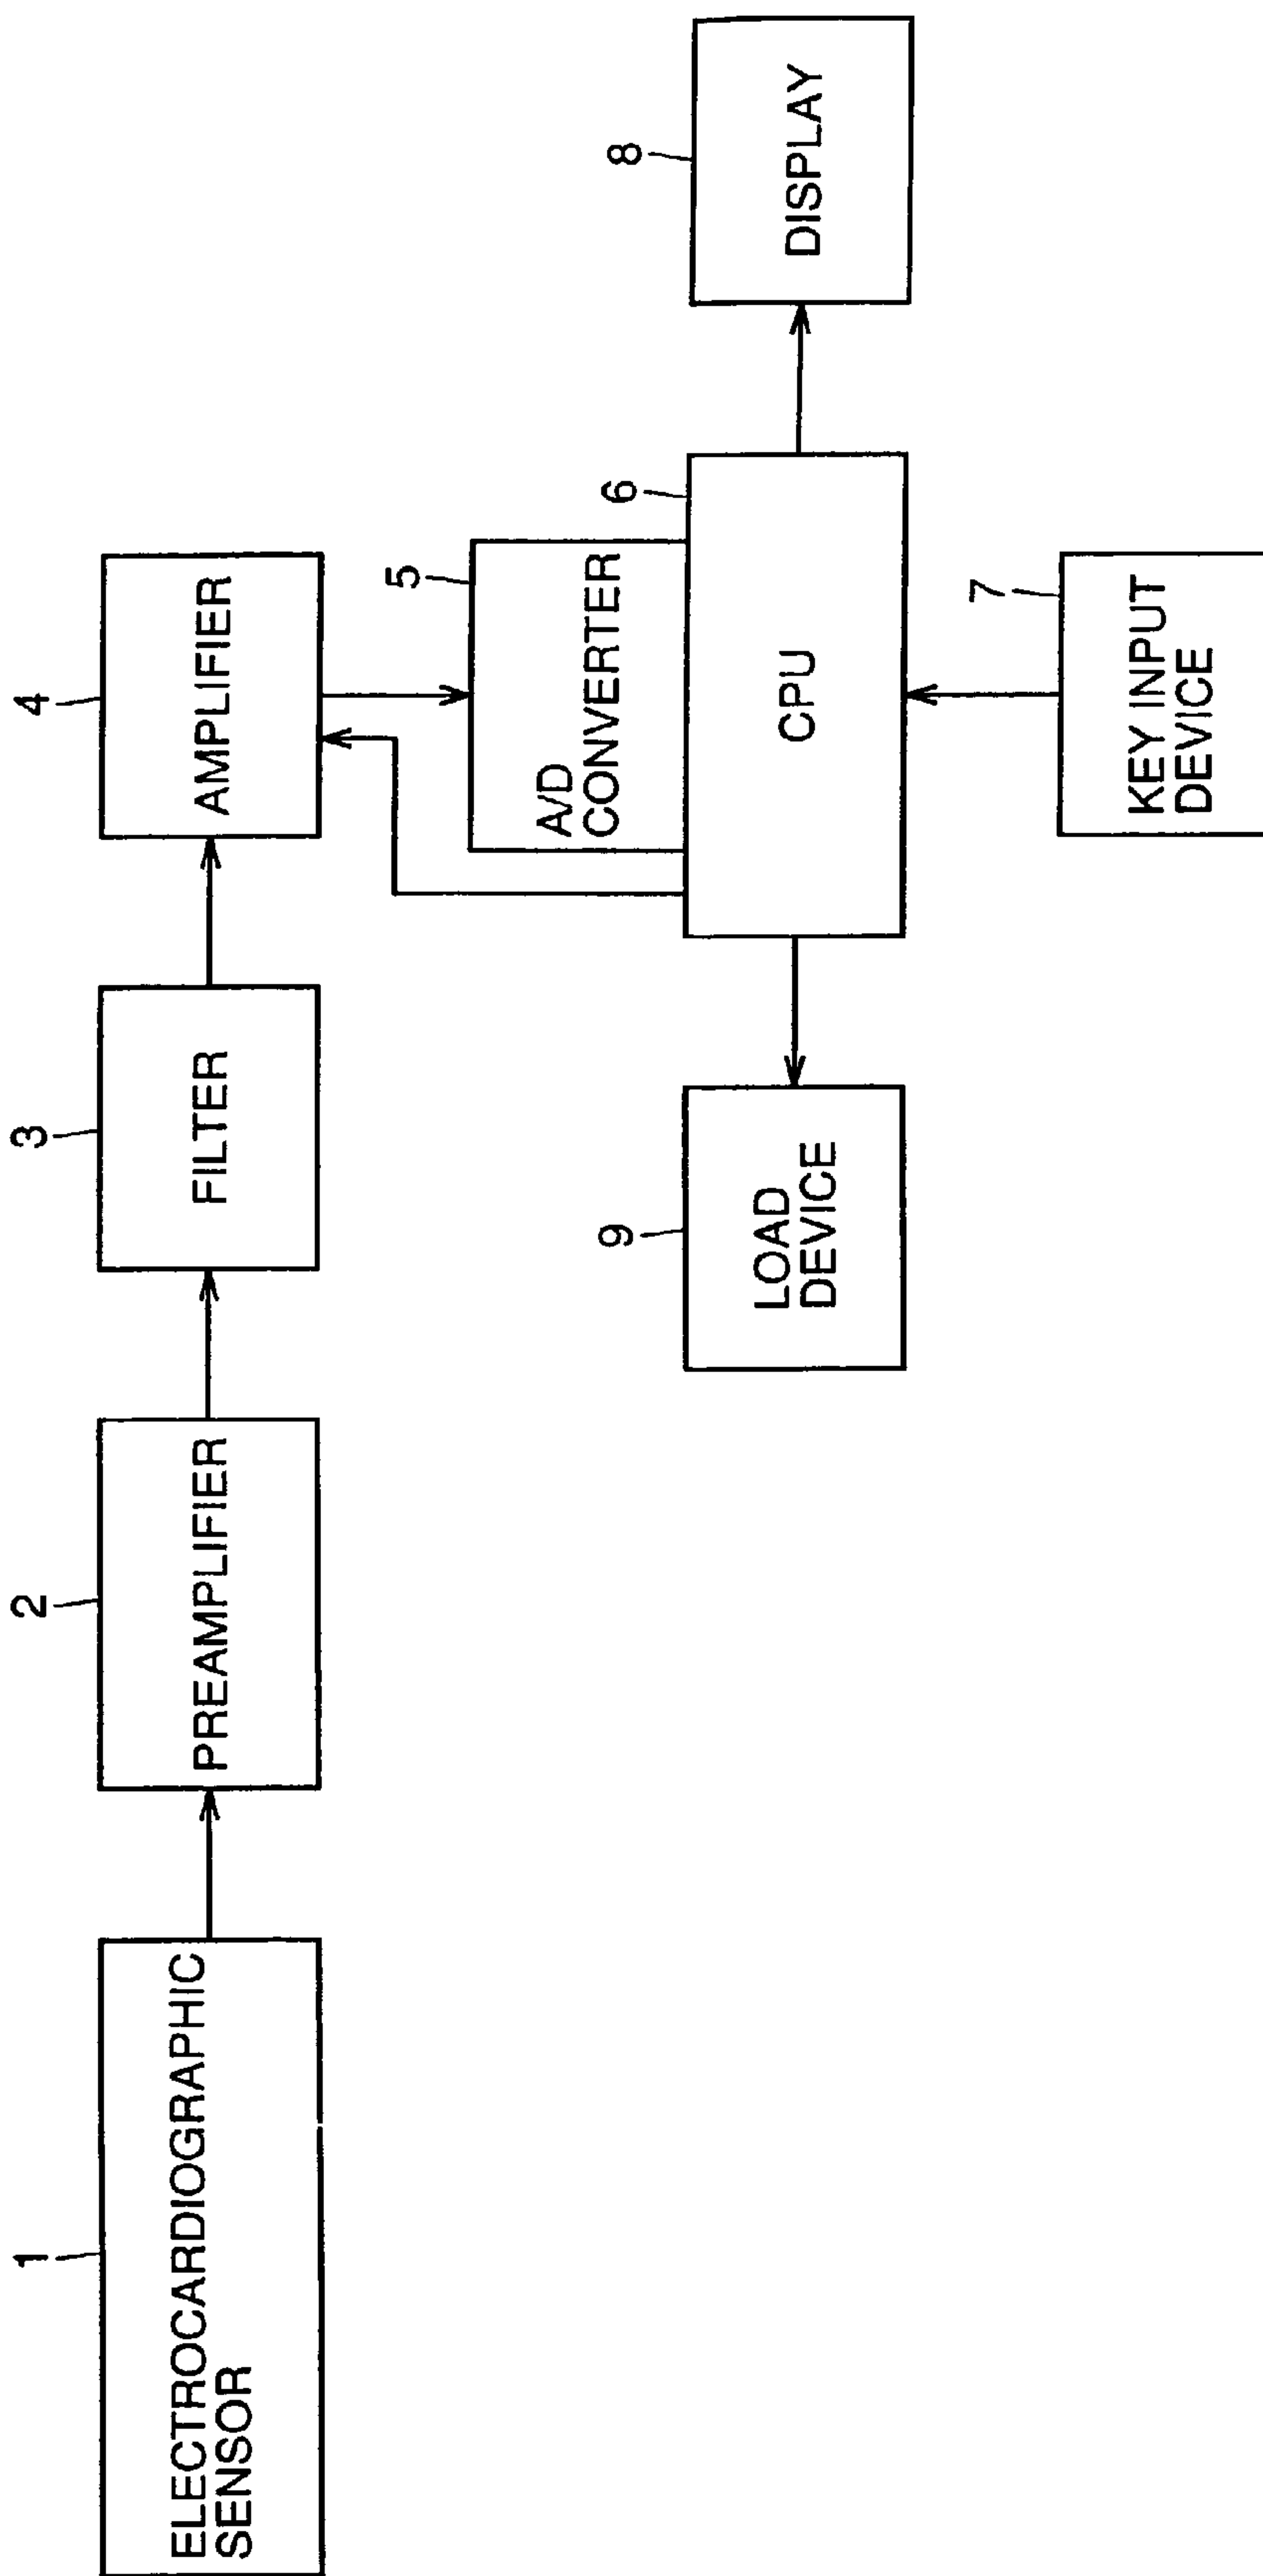 1
ELECTROCARDIOGRAPHIC
SENSOR
2
PREAMPLIFIER
3
FILTER
4
AMPLIFIER
5
A/D
CONVERTER
6
CPU
7
KEY INPUT
DEVICE
8
DISPLAY
9
LOAD
DEVICE